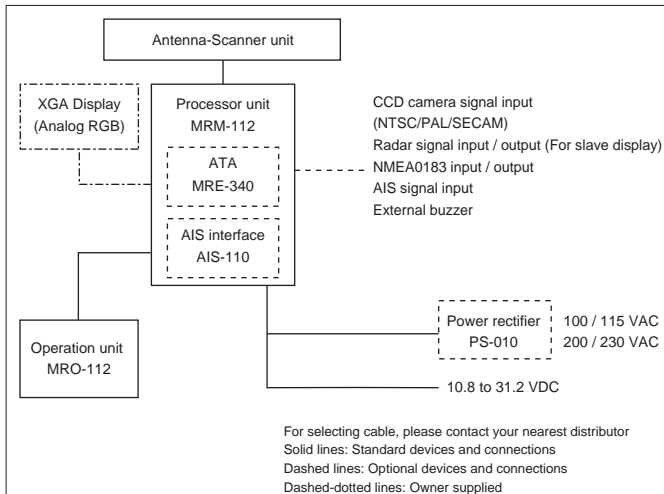 Antenna-Scanner unit
XGA Display
(Analog RGB)
Processor unit
MRM-112
ATA
MRE-340
AIS interface
AIS-110
CCD camera signal input
(NTSC/PAL/SECAM)
Radar signal input / output (For slave display)
NMEA0183 input / output
AIS signal input
External buzzer
Operation unit
MRO-112
Power rectifier
PS-010
100 / 115 VAC
200 / 230 VAC
10.8 to 31.2 VDC
For selecting cable, please contact your nearest distributor
Solid lines: Standard devices and connections
Dashed lines: Optional devices and connections
Dashed-dotted lines: Owner supplied